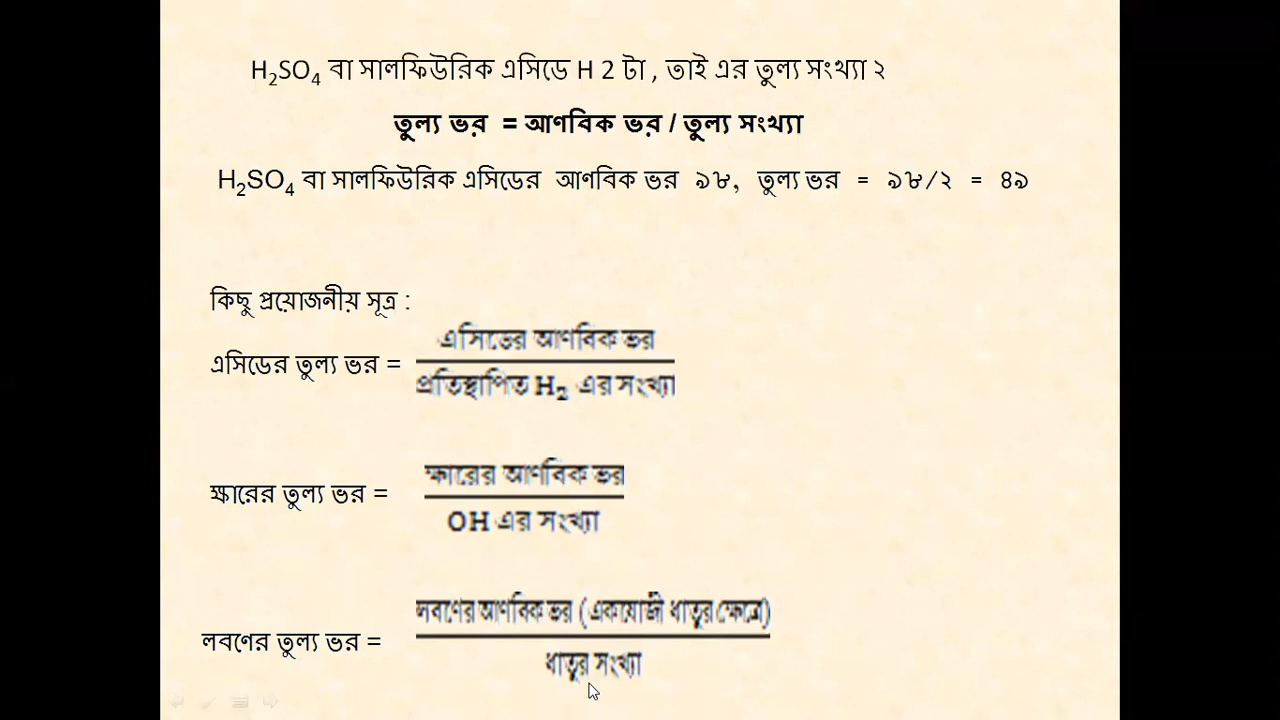 H₂SO₄ বা সালফিউরিক এসিডে H 2 টা , তাই এর তুল্য সংখ্যা ২
তুল্য ভর = আণবিক ভর / তুল্য সংখ্যা
H₂SO₄ বা সালফিউরিক এসিডের আণবিক ভর ৯৮, তুল্য ভর = ৯৮/২ = ৪৯
কিছু প্রয়োজনীয় সূত্র :
এসিডের আণবিক ভর
এসিডের তুল্য ভর =
প্রতিস্থাপিত H₂ এর সংখ্যা
ক্ষারের আণবিক ভর
ক্ষারের তুল্য ভর =
OH এর সংখ্যা
লবণের আণবিক ভর (একযোজী ধাতুর ক্ষেত্রে)
লবণের তুল্য ভর =
ধাতুর সংখ্যা